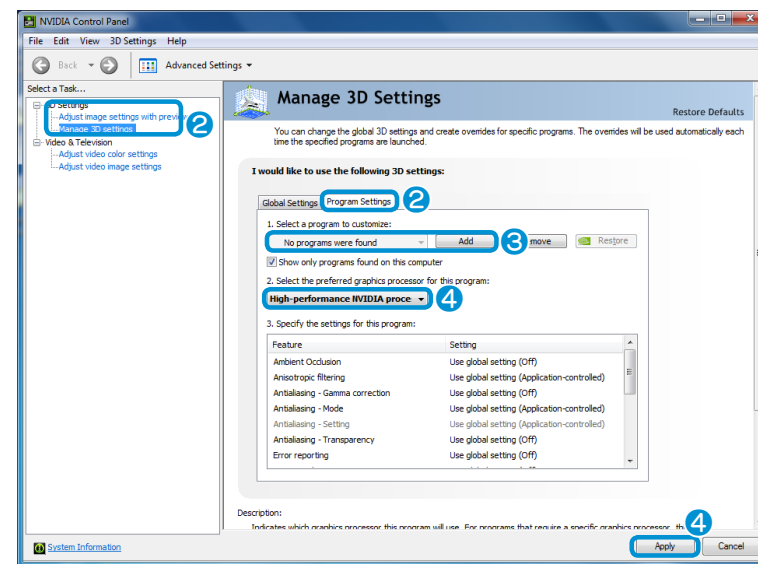 NVIDIA Control Panel
File Edit View 3D Settings Help
Back Advanced Settings
Select a Task...
3D Settings
Adjust image settings with preview
Manage 3D settings
2
Video & Television
Adjust video color settings
Adjust video image settings
Manage 3D Settings
Restore Defaults
You can change the global 3D settings and create overrides for specific programs. The overrides will be used automatically each
time the specified programs are launched.
I would like to use the following 3D settings:
Global Settings Program Settings 2
1. Select a program to customize:
No programs were found Add 3 move Restore
Show only programs found on this computer
2. Select the preferred graphics processor for this program:
High-performance NVIDIA proce 4
3. Specify the settings for this program:
Feature Setting
Ambient Occlusion Use global setting (Off)
Anisotropic filtering Use global setting (Application-controlled)
Antialiasing - Gamma correction Use global setting (Off)
Antialiasing - Mode Use global setting (Application-controlled)
Antialiasing - Setting Use global setting (Application-controlled)
Antialiasing - Transparency Use global setting (Off)
Error reporting Use global setting (Off)
Description:
Indicates which graphics processor this program will use. For programs that require a specific graphics processor, 4
System Information
Apply Cancel